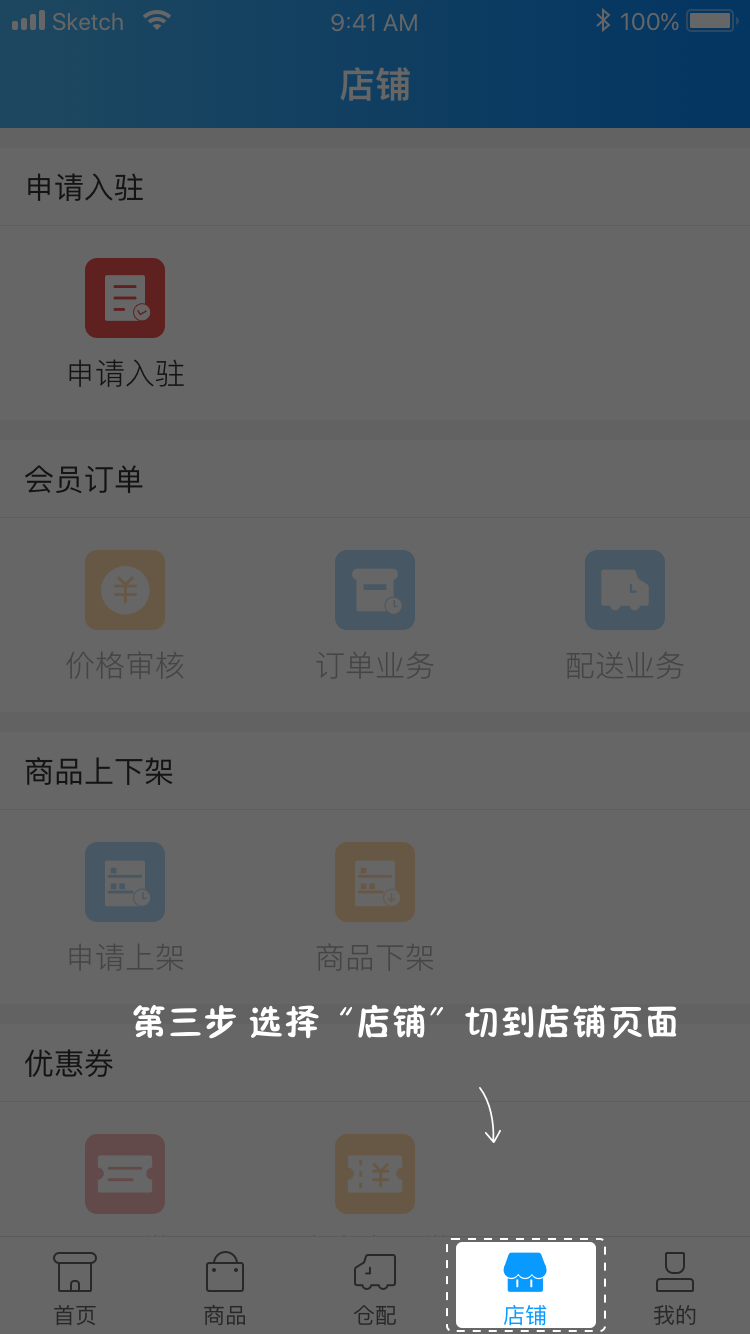 Sketch 9:41 AM 100%
店铺
申请入驻
申请入驻
会员订单
价格审核 订单业务 配送业务
商品上下架
申请上架 商品下架
第三步 选择“店铺”切到店铺页面
优惠券
首页 商品 仓配 店铺 我的